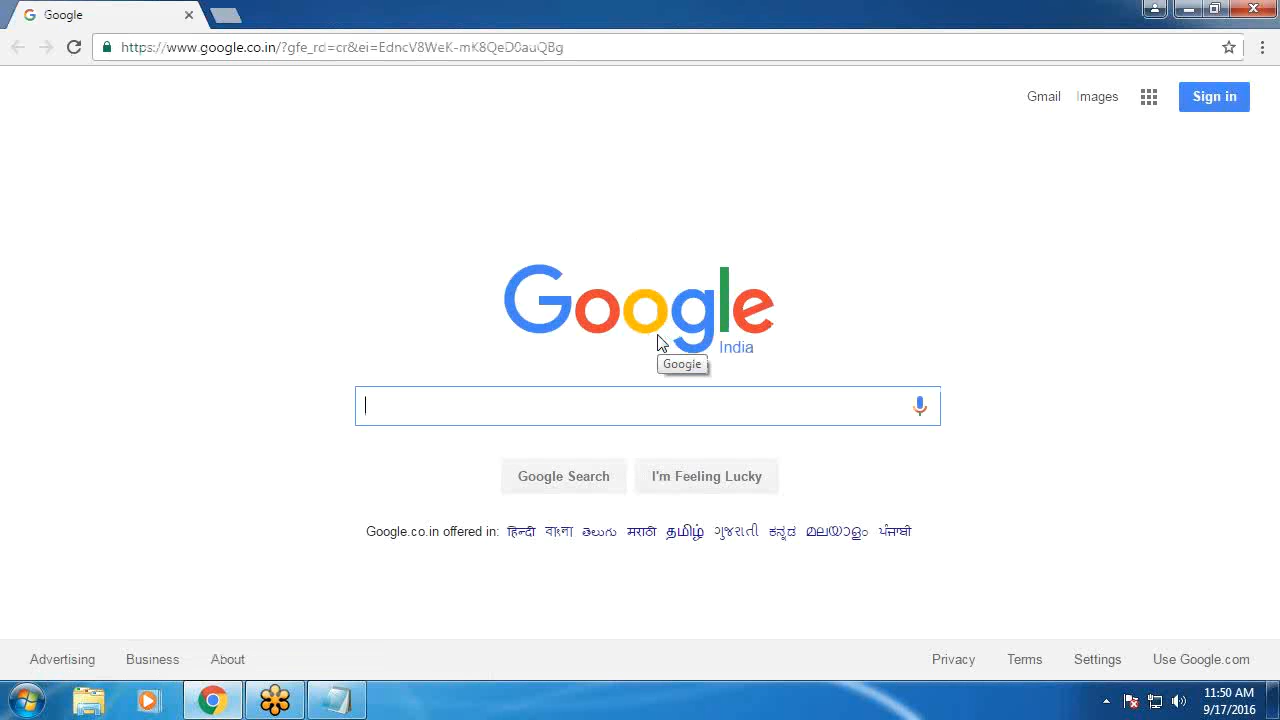 Google
https://www.google.co.in/?gfe_rd=cr&ei=EdncV8WeK-mK8QeD0auQBg
Gmail Images Sign in
Google
India
Google
Google Search I'm Feeling Lucky
Google.co.in offered in: हिन्दी বাংলা తెలుగు मराठी தமிழ் ગુજરાતી ಕನ್ನಡ മലയാളം ਪੰਜਾਬੀ
Advertising Business About Privacy Terms Settings Use Google.com
11:50 AM
9/17/2016